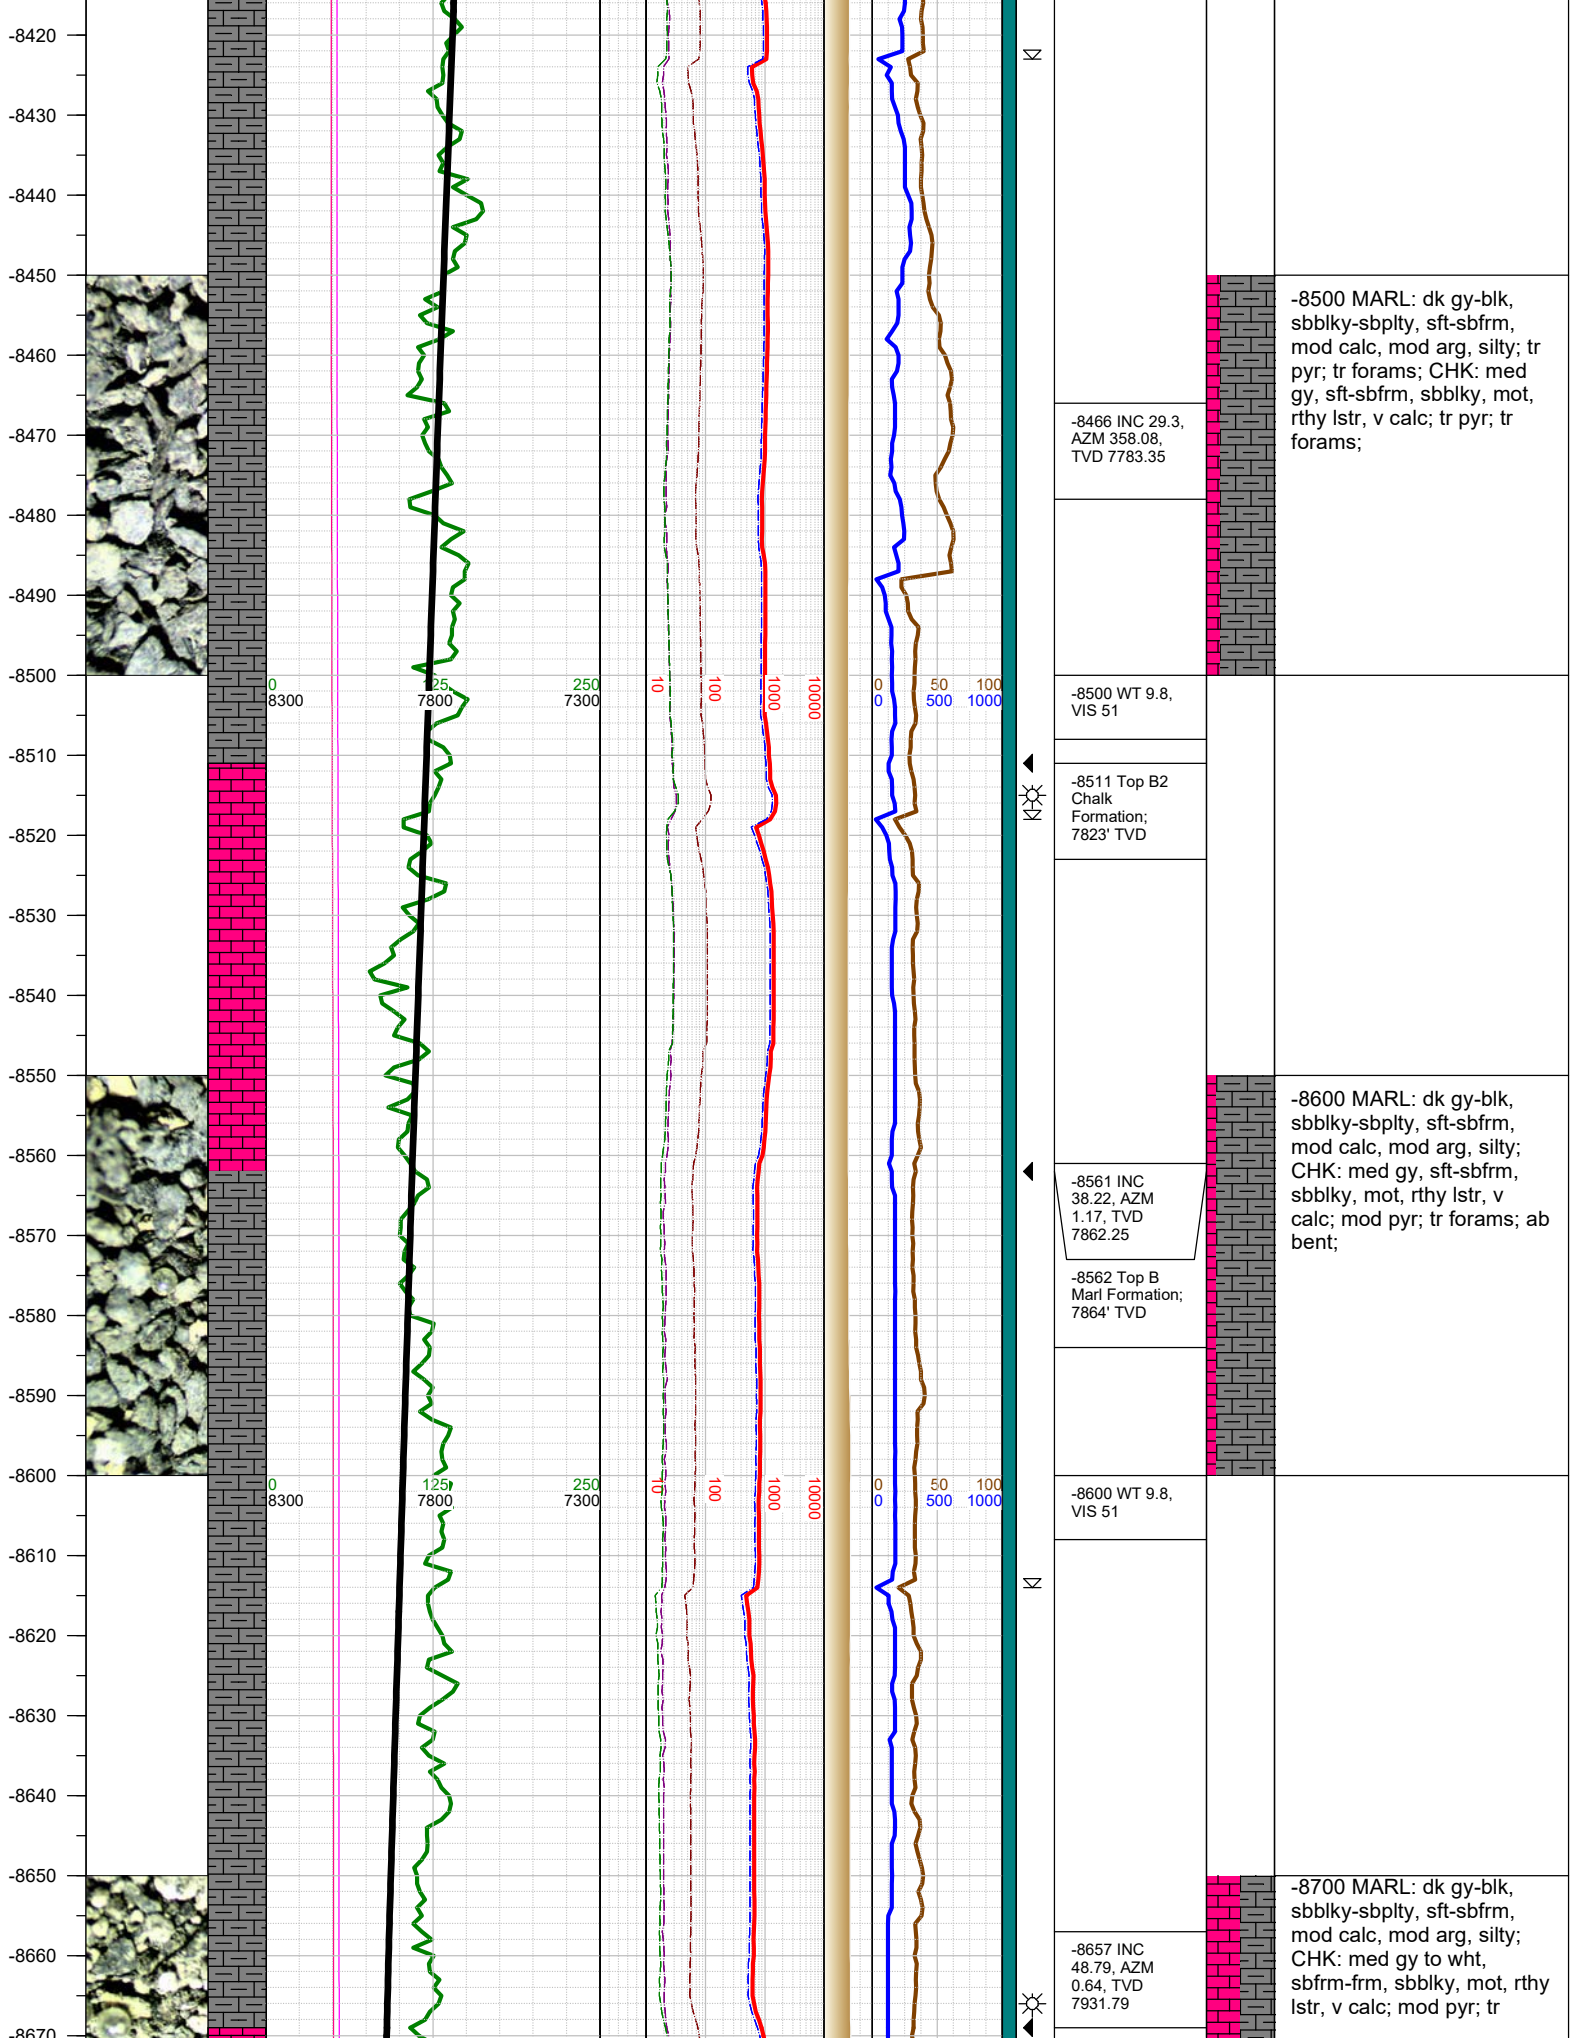 -8420
-8430
-8440
-8450
-8460
-8470
-8480
-8490
-8500
-8510
-8520
-8530
-8540
-8550
-8560
-8570
-8580
-8590
-8600
-8610
-8620
-8630
-8640
-8650
-8660
-8670
0 125 250
8300 7800 7300
10 100 1000 10000
0 50 100
0 500 1000
0 125 250
8300 7800 7300
10 100 1000 10000
0 50 100
0 500 1000
-8466 INC 29.3,
AZM 358.08,
TVD 7783.35
-8500 WT 9.8,
VIS 51
-8511 Top B2
Chalk
Formation;
7823' TVD
-8561 INC
38.22, AZM
1.17, TVD
7862.25
-8562 Top B
Marl Formation;
7864' TVD
-8600 WT 9.8,
VIS 51
-8657 INC
48.79, AZM
0.64, TVD
7931.79
-8500 MARL: dk gy-blk,
sbblky-sbplty, sft-sbfrm,
mod calc, mod arg, silty; tr
pyr; tr forams; CHK: med
gy, sft-sbfrm, sbblky, mot,
rthy lstr, v calc; tr pyr; tr
forams;
-8600 MARL: dk gy-blk,
sbblky-sbplty, sft-sbfrm,
mod calc, mod arg, silty;
CHK: med gy, sft-sbfrm,
sbblky, mot, rthy lstr, v
calc; mod pyr; tr forams; ab
bent;
-8700 MARL: dk gy-blk,
sbblky-sbplty, sft-sbfrm,
mod calc, mod arg, silty;
CHK: med gy to wht,
sbfrm-frm, sbblky, mot, rthy
lstr, v calc; mod pyr; tr